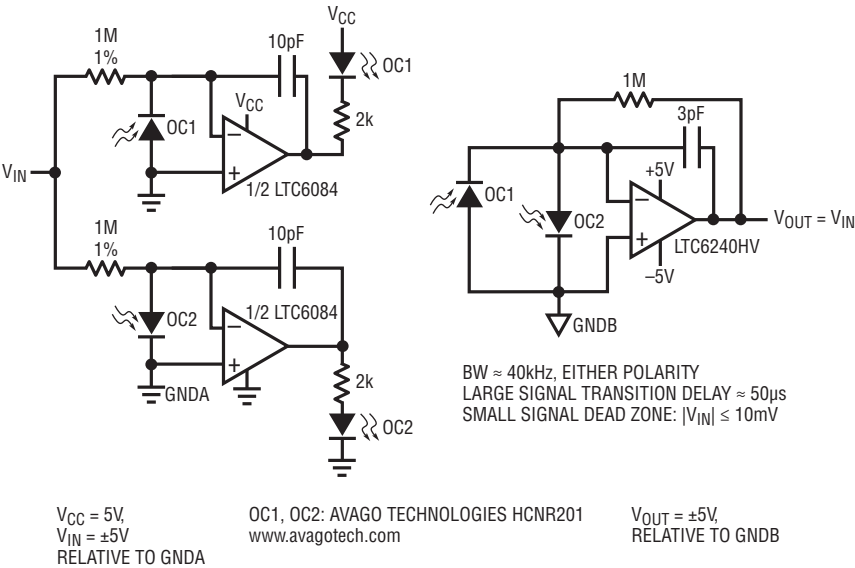 V_CC
1M
1%
10pF
OC1
V_CC
2k
OC1
–
+
1/2 LTC6084
V_IN
1M
1%
10pF
OC2
1/2 LTC6084
–
+
GNDA
2k
OC2
1M
3pF
OC1
OC2
+5V
–
+
LTC6240HV
–5V
V_OUT = V_IN
GNDB
BW ≈ 40kHz, EITHER POLARITY
LARGE SIGNAL TRANSITION DELAY ≈ 50µs
SMALL SIGNAL DEAD ZONE: |V_IN| ≤ 10mV
V_CC = 5V,
V_IN = ±5V
RELATIVE TO GNDA
OC1, OC2: AVAGO TECHNOLOGIES HCNR201
www.avagotech.com
V_OUT = ±5V,
RELATIVE TO GNDB